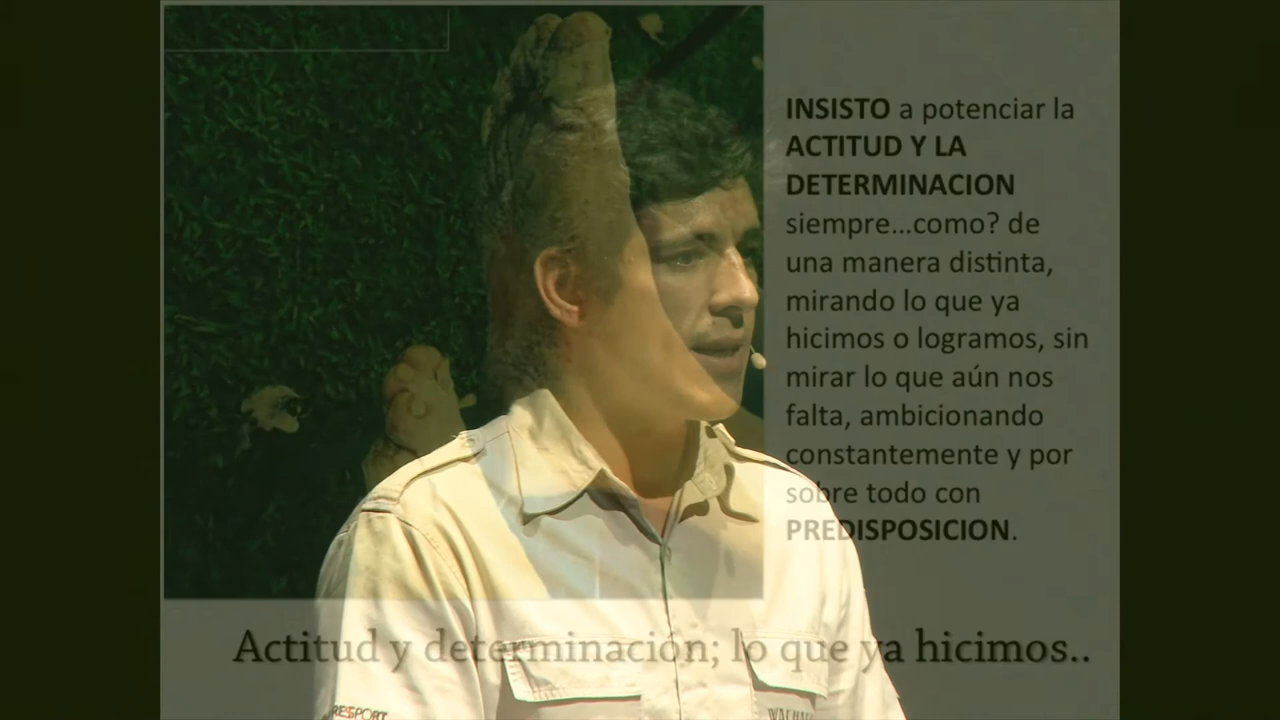 INSISTO a potenciar la
ACTITUD Y LA
DETERMINACION
siempre...como? de
una manera distinta,
mirando lo que ya
hicimos o logramos, sin
mirar lo que aún nos
falta, ambicionando
constantemente y por
sobre todo con
PREDISPOSICION.
Actitud y determinación; lo que ya hicimos..